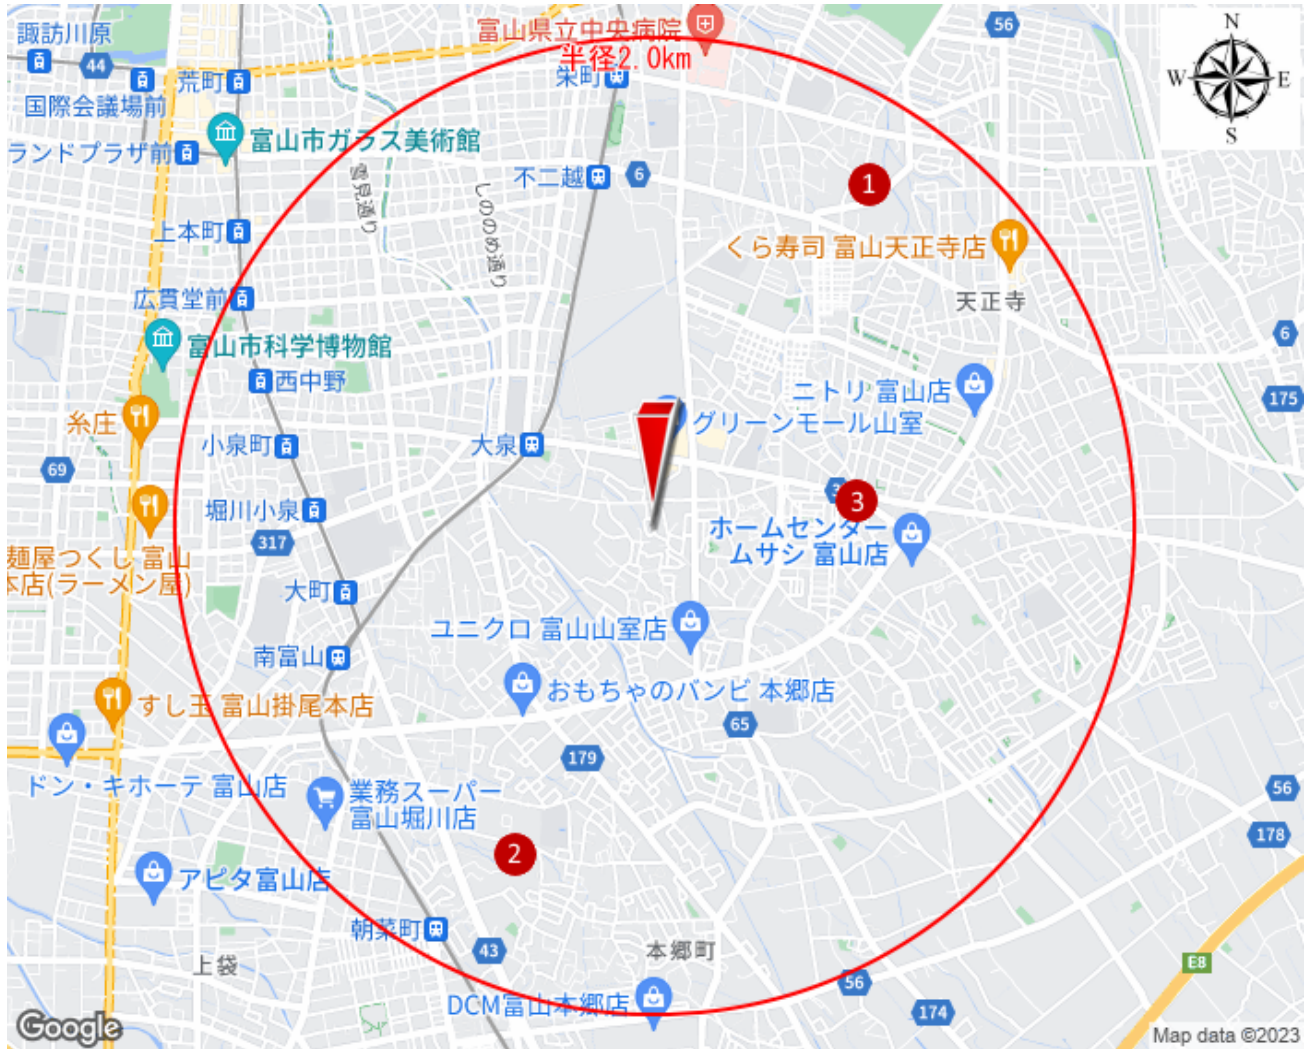 諏訪川原
44
富山県立中央病院
56
N
W
E
S
半径2.0km
荒町
栄町
国際会議場前
富山市ガラス美術館
ランドプラザ前
雪見通り
しののめ通り
不二越
6
1
上本町
くら寿司 富山天正寺店
天正寺
広貫堂前
富山市科学博物館
6
西中野
ニトリ 富山店
175
糸庄
グリーンモール山室
小泉町
大泉
69
3
堀川小泉
ホームセンター
ムサシ 富山店
317
麺屋つくし 富山
本店(ラーメン屋)
大町
ユニクロ 富山山室店
南富山
おもちゃのバンビ 本郷店
すし玉 富山掛尾本店
65
179
ドン・キホーテ 富山店
業務スーパー
富山堀川店
56
178
2
アピタ富山店
朝菜町
43
本郷町
上袋
E8
56
DCM富山本郷店
174
Google
Map data ©2023